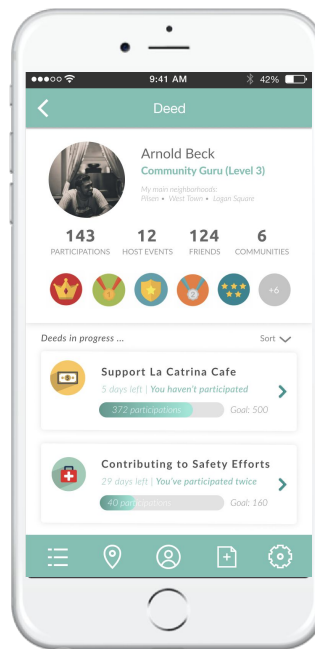 9:41 AM
42%
Deed
Arnold Beck
Community Guru (Level 3)
My main neighborhoods:
Pilsen • West Town • Logan Square
143 12 124 6
PARTICIPATIONS HOST EVENTS FRIENDS COMMUNITIES
1 2 +6
Deeds in progress ... Sort
Support La Catrina Cafe
5 days left | You haven't participated
372 participations Goal: 500
Contributing to Safety Efforts
29 days left | You've participated twice
40 participations Goal: 160